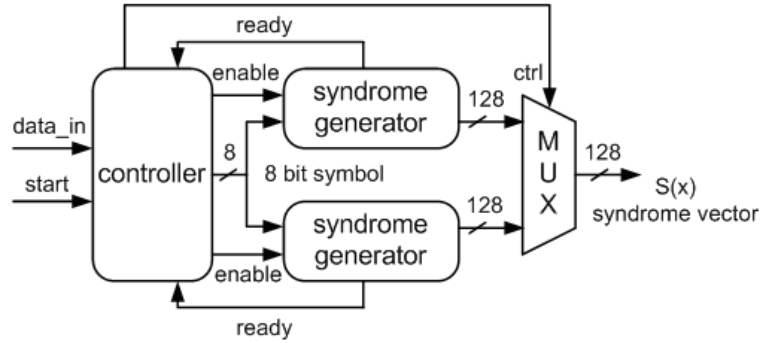 ready
enable
ctrl
syndrome
generator
128
data_in
controller
8
8 bit symbol
M
U
X
128
S(x)
syndrome vector
start
128
syndrome
generator
enable
ready